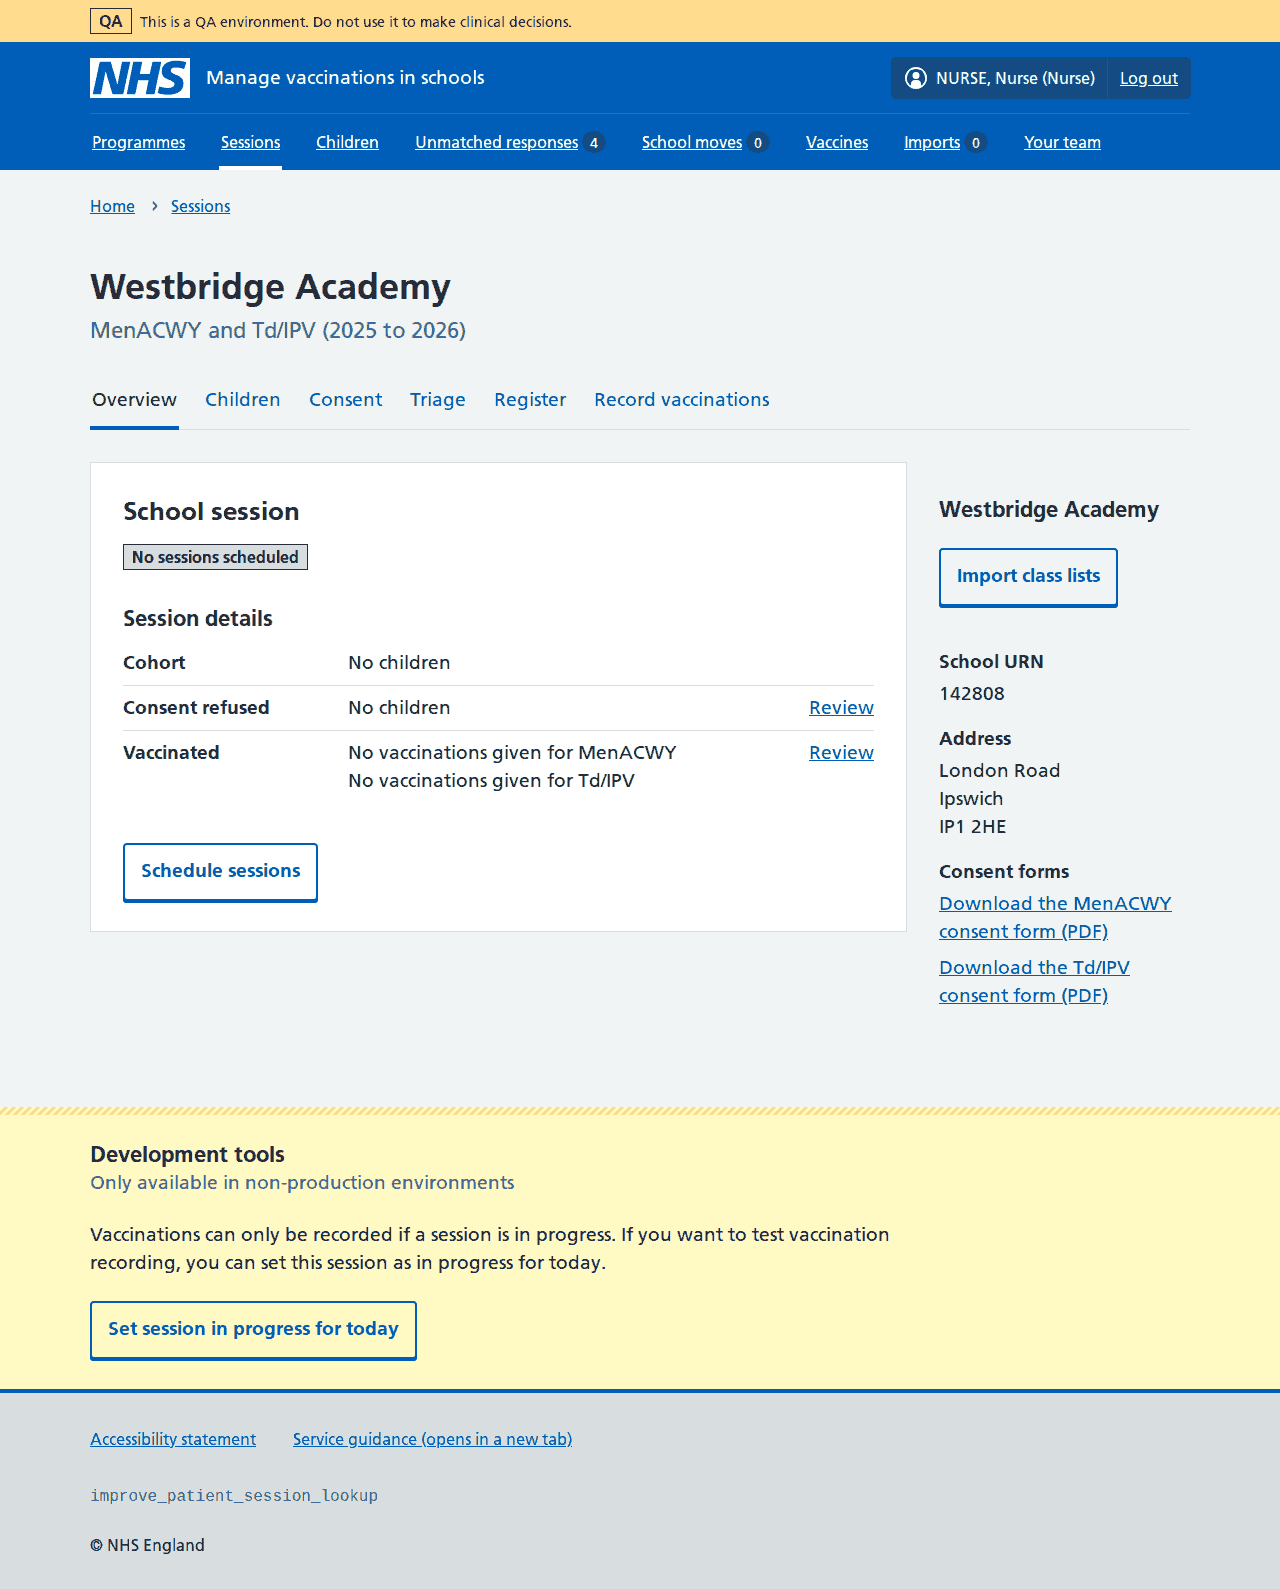 QA This is a QA environment. Do not use it to make clinical decisions.
NHS Manage vaccinations in schools NURSE, Nurse (Nurse) Log out
Programmes Sessions Children Unmatched responses 4 School moves 0 Vaccines Imports 0 Your team
Home › Sessions
Westbridge Academy
MenACWY and Td/IPV (2025 to 2026)
Overview Children Consent Triage Register Record vaccinations
School session
No sessions scheduled
Session details
Cohort No children
Consent refused No children Review
Vaccinated No vaccinations given for MenACWY Review
No vaccinations given for Td/IPV
Schedule sessions
Westbridge Academy
Import class lists
School URN
142808
Address
London Road
Ipswich
IP1 2HE
Consent forms
Download the MenACWY
consent form (PDF)
Download the Td/IPV
consent form (PDF)
Development tools
Only available in non-production environments
Vaccinations can only be recorded if a session is in progress. If you want to test vaccination
recording, you can set this session as in progress for today.
Set session in progress for today
Accessibility statement Service guidance (opens in a new tab)
improve_patient_session_lookup
© NHS England